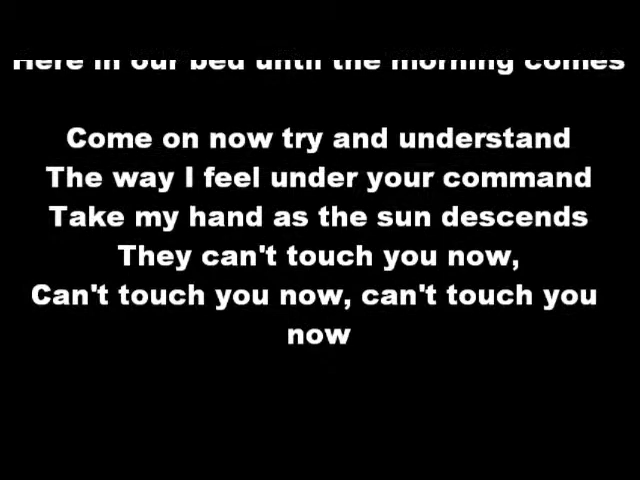 Here in our bed until the morning comes
Come on now try and understand
The way I feel under your command
Take my hand as the sun descends
They can't touch you now,
Can't touch you now, can't touch you
now